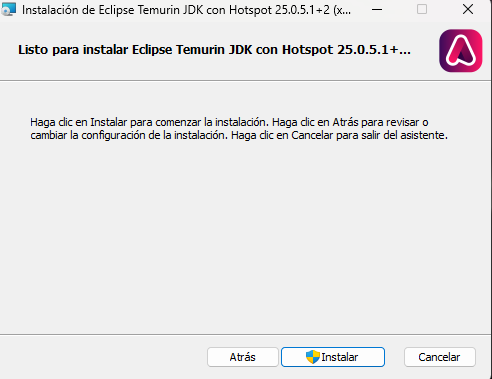 Instalación de Eclipse Temurin JDK con Hotspot 25.0.5.1+2 (x...
Listo para instalar Eclipse Temurin JDK con Hotspot 25.0.5.1+...
Haga clic en Instalar para comenzar la instalación. Haga clic en Atrás para revisar o
cambiar la configuración de la instalación. Haga clic en Cancelar para salir del asistente.
Atrás Instalar Cancelar